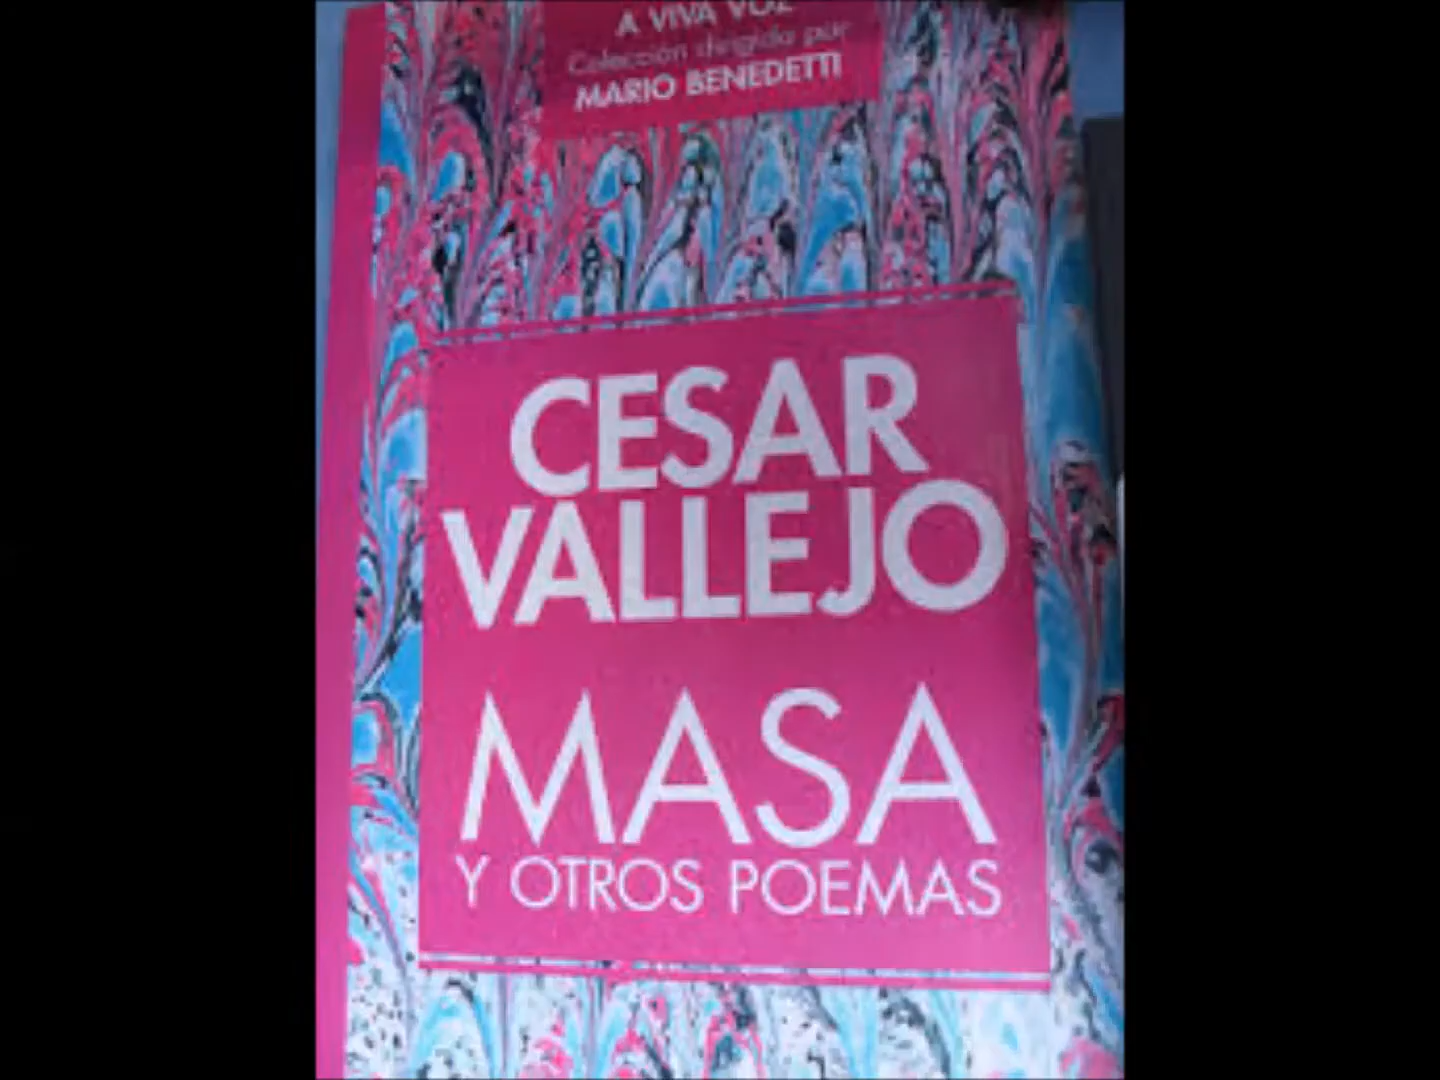 A VIVA VOZ
Colección dirigida por
MARIO BENEDETTI
CESAR
VALLEJO
MASA
Y OTROS POEMAS